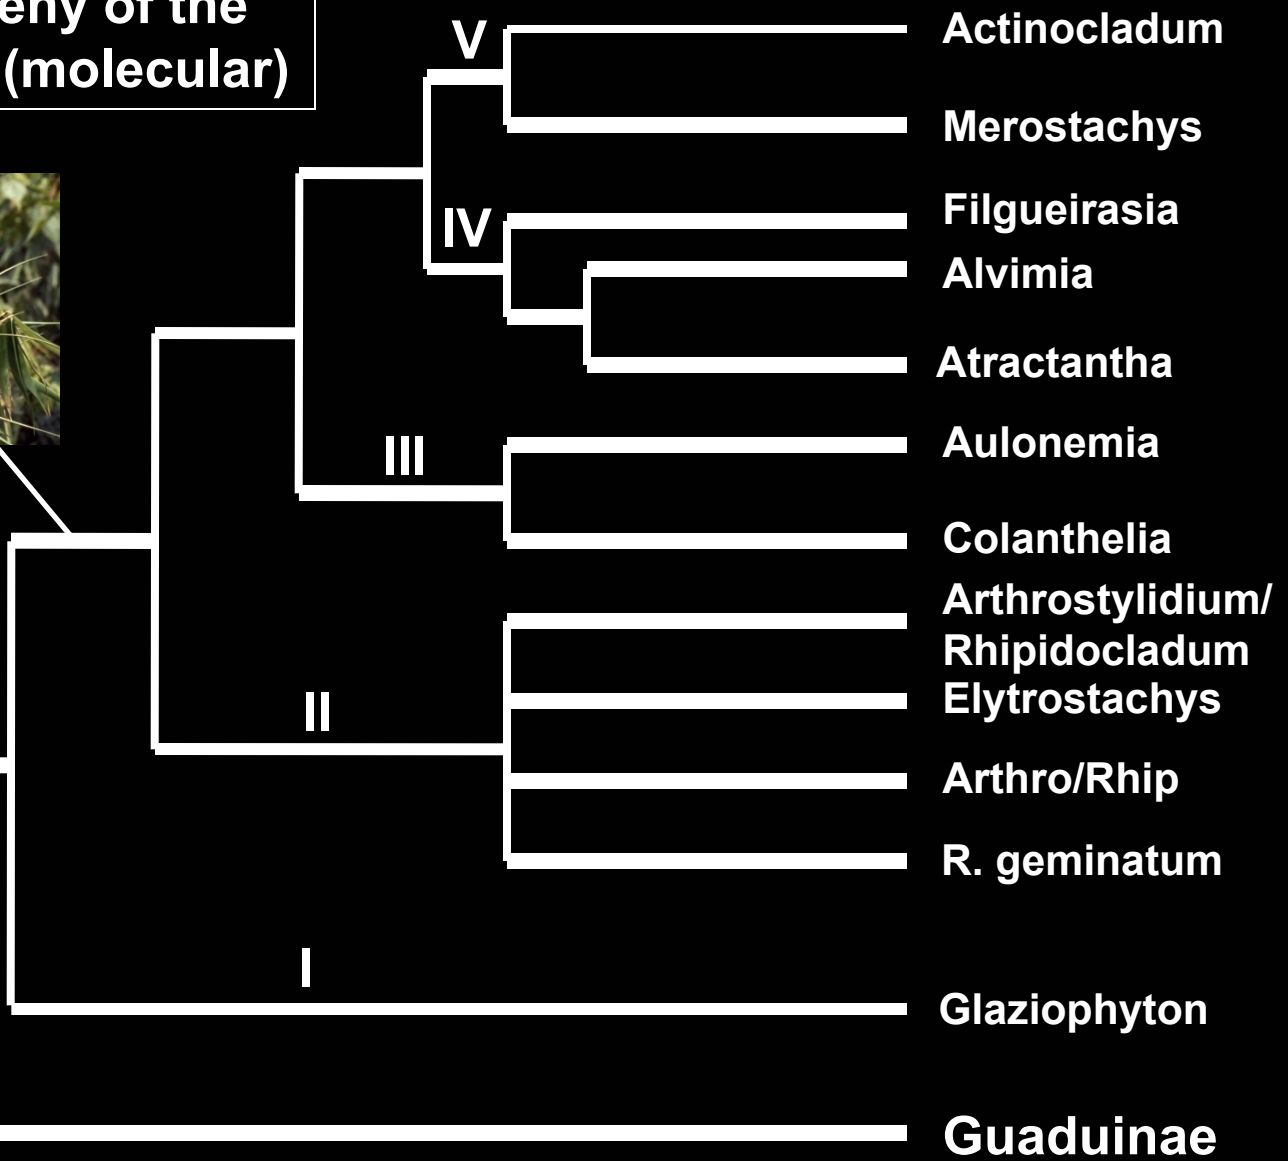 of the
(molecular)
V
Actinocladum
Merostachys
IV
Filgueirasia
Alvimia
Atractantha
III
Aulonemia
Colanthelia
Arthrostylidium/
Rhipidocladum
II
Elytrostachys
Arthro/Rhip
R. geminatum
I
Glaziophyton
Guaduinae